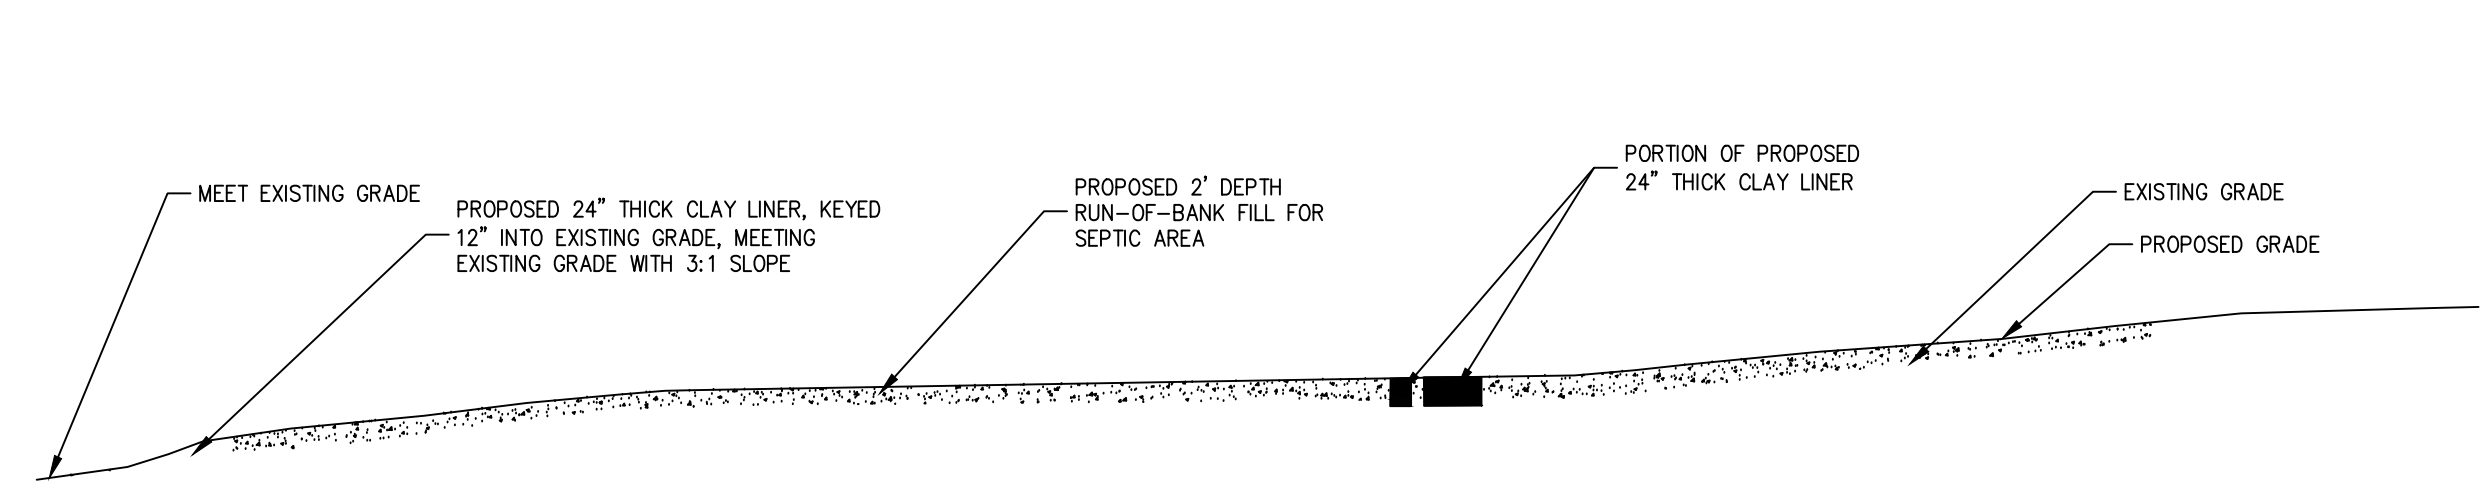 MEET EXISTING GRADE
PROPOSED 24" THICK CLAY LINER, KEYED
12" INTO EXISTING GRADE, MEETING
EXISTING GRADE WITH 3:1 SLOPE
PROPOSED 2' DEPTH
RUN-OF-BANK FILL FOR
SEPTIC AREA
PORTION OF PROPOSED
24" THICK CLAY LINER
EXISTING GRADE
PROPOSED GRADE